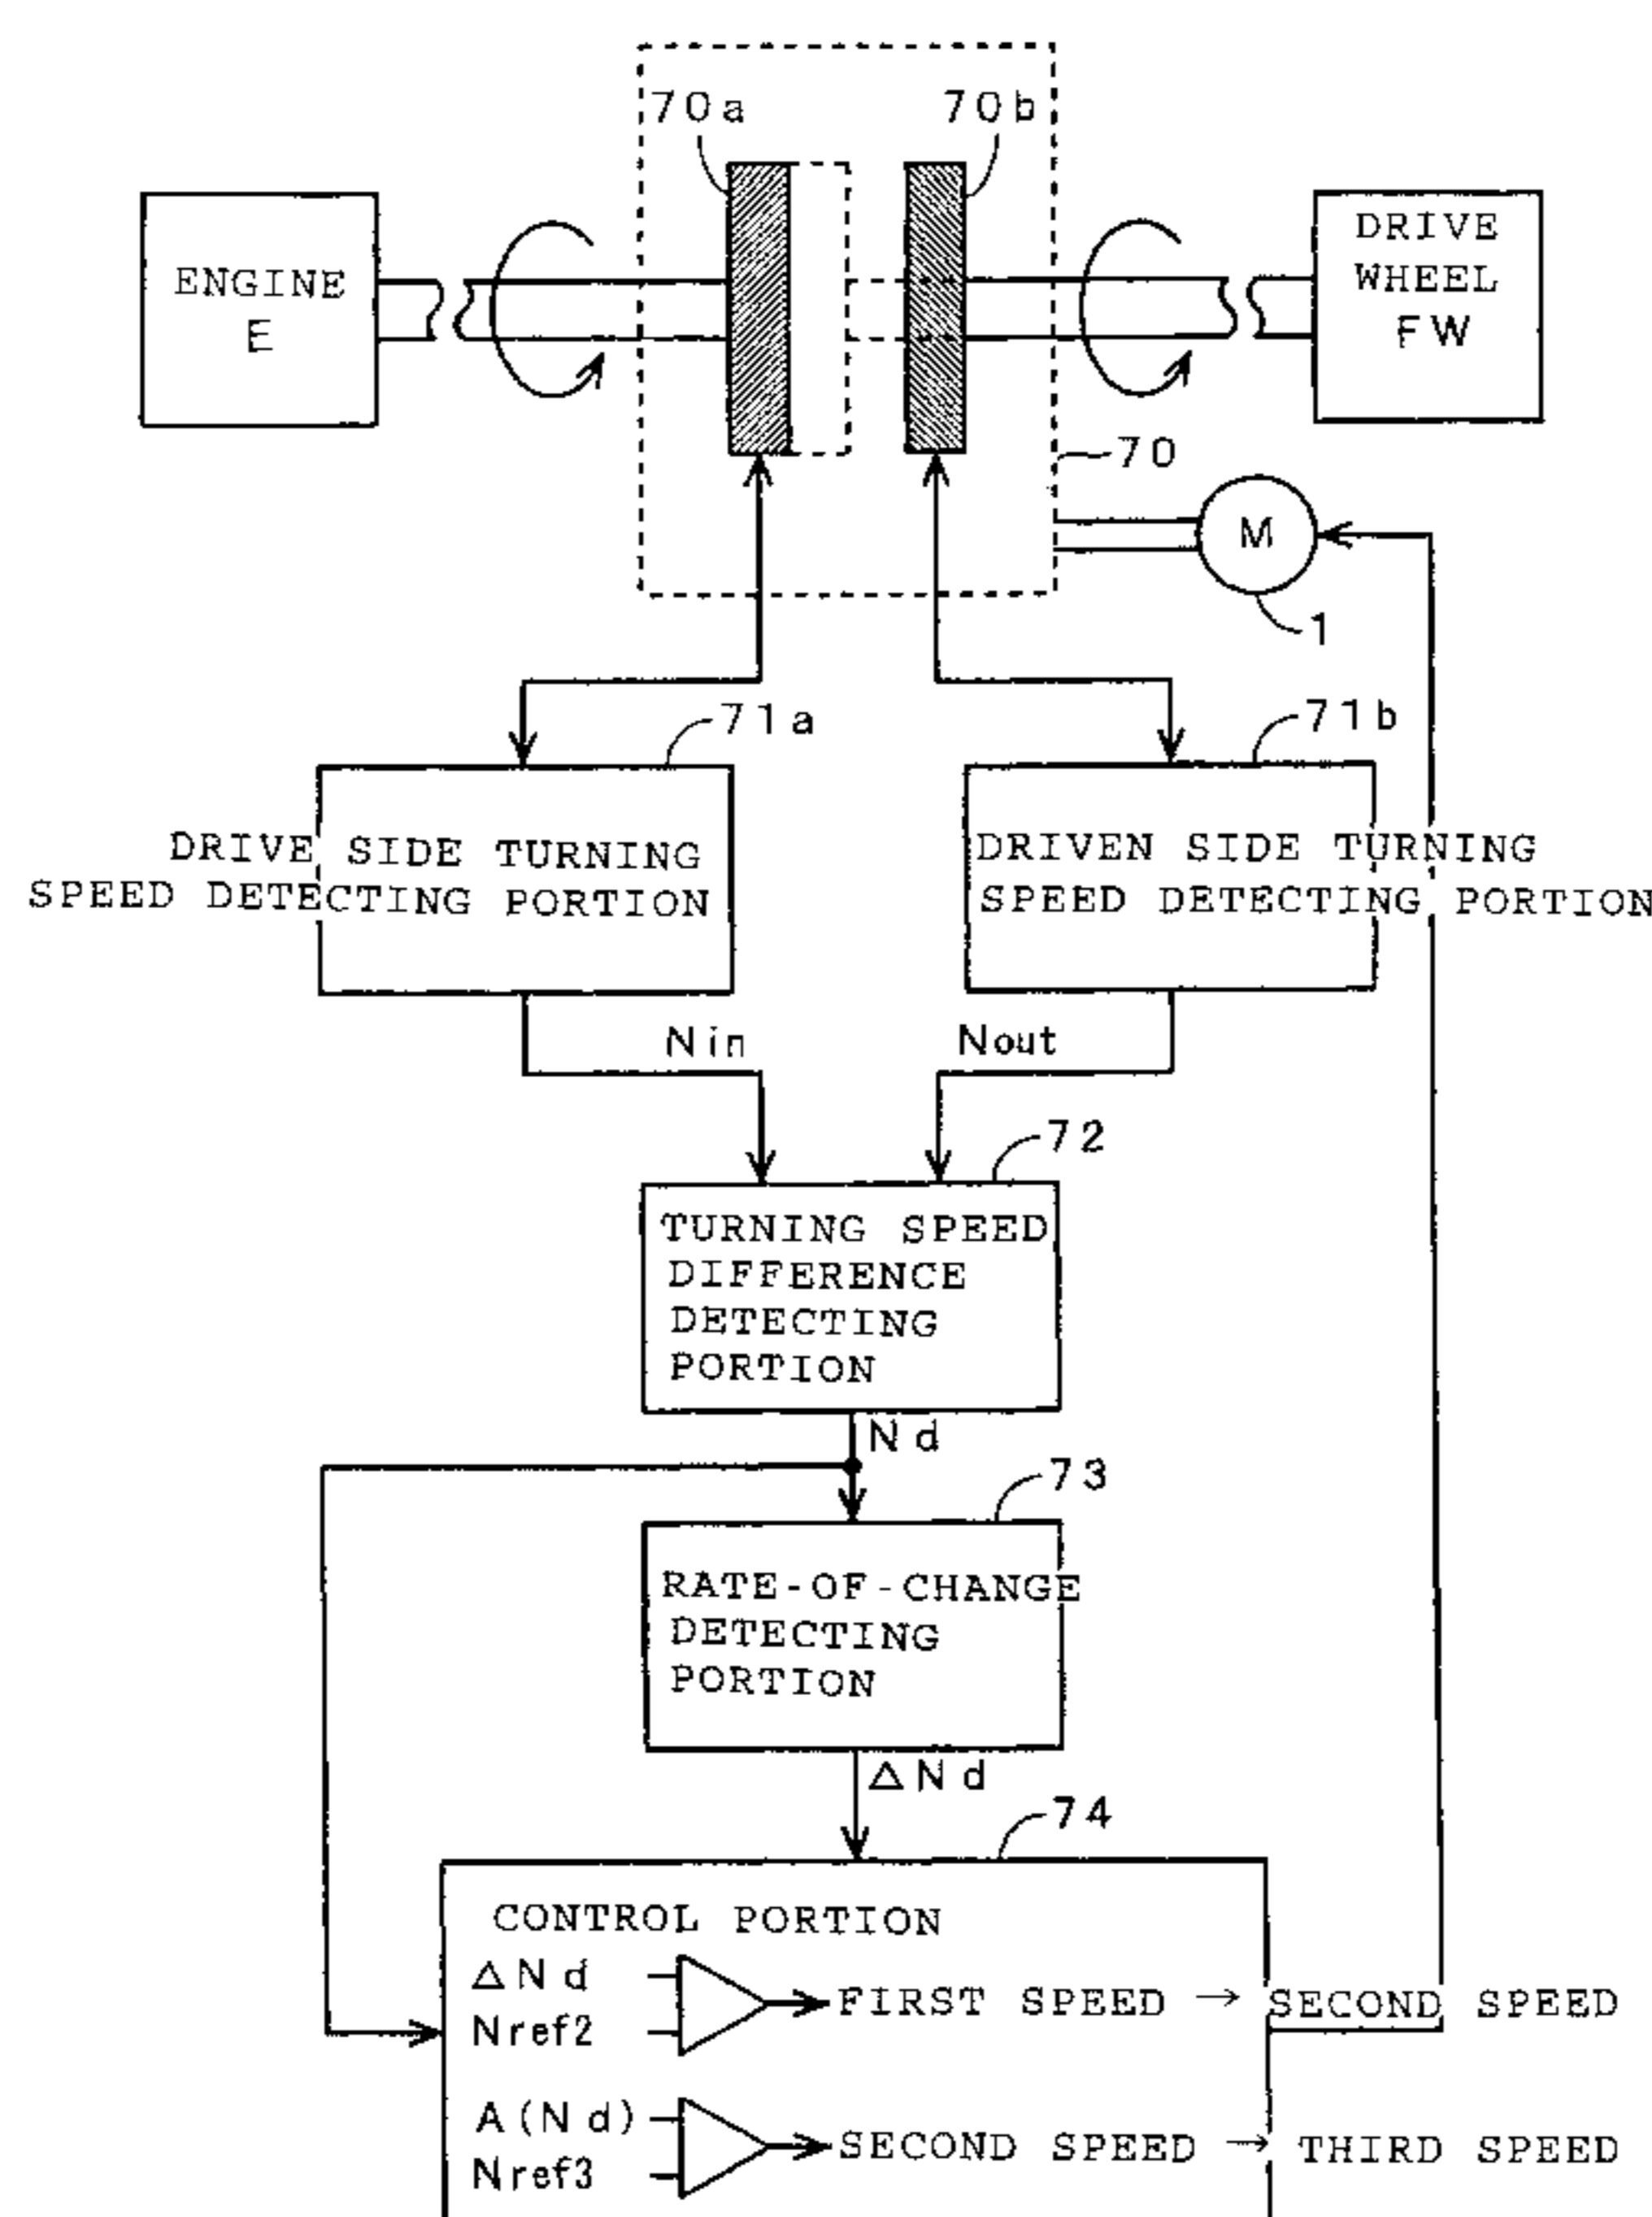 70a
70b
ENGINE
E
DRIVE
WHEEL
FW
70
M
1
71a
71b
DRIVE SIDE TURNING
SPEED DETECTING PORTION
DRIVEN SIDE TURNING
SPEED DETECTING PORTION
Nin
Nout
72
TURNING SPEED
DIFFERENCE
DETECTING
PORTION
Nd
73
RATE-OF-CHANGE
DETECTING
PORTION
△Nd
74
CONTROL PORTION
△Nd
Nref2
FIRST SPEED → SECOND SPEED
A(Nd)
Nref3
SECOND SPEED → THIRD SPEED